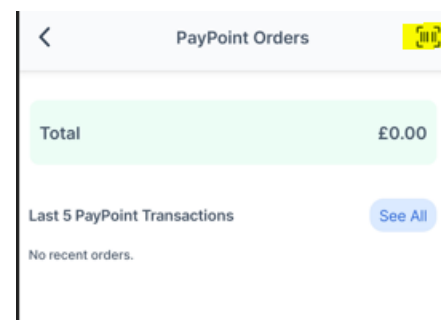 PayPoint Orders
Total £0.00
Last 5 PayPoint Transactions See All
No recent orders.